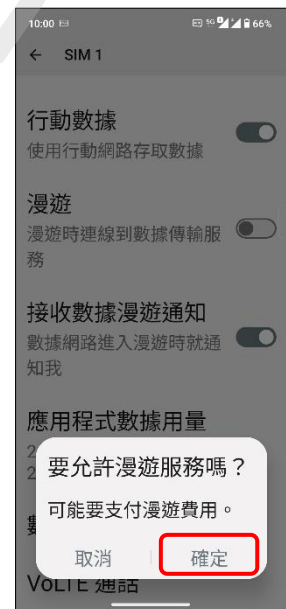 10:00
5G 66%
SIM 1
行動數據
使用行動網路存取數據
漫遊
漫遊時連線到數據傳輸服
務
接收數據漫遊通知
數據網路進入漫遊時就通
知我
應用程式數據用量
2
2
要允許漫遊服務嗎？
可能要支付漫遊費用。
取消
確定
VoLTE 通話